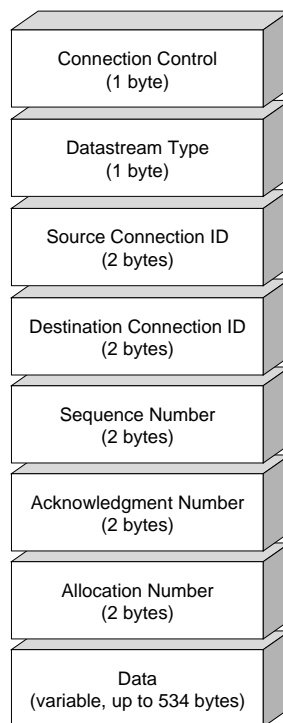 Connection Control
(1 byte)
Datastream Type
(1 byte)
Source Connection ID
(2 bytes)
Destination Connection ID
(2 bytes)
Sequence Number
(2 bytes)
Acknowledgment Number
(2 bytes)
Allocation Number
(2 bytes)
Data
(variable, up to 534 bytes)